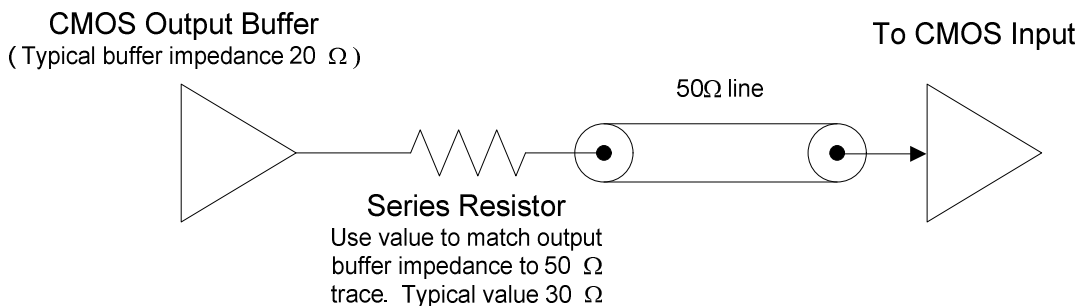 CMOS Output Buffer
( Typical buffer impedance 20 Ω )
To CMOS Input
50Ω line
Series Resistor
Use value to match output
buffer impedance to 50 Ω
trace. Typical value 30 Ω